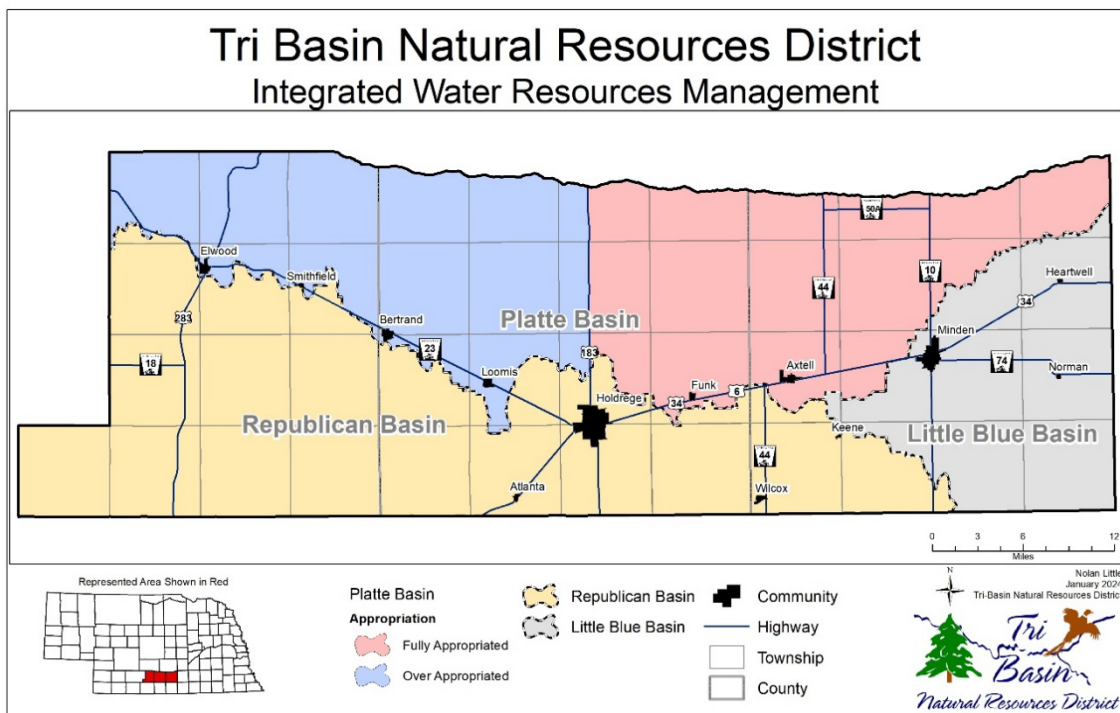 Tri Basin Natural Resources District
Integrated Water Resources Management
50A
Elwood
44
10
Heartwell
Smithfield
34
283
Bertrand
Platte Basin
Minden
18
23
183
74
Loomis
Axtell
Norman
Funk
6
34
Holdrege
Republican Basin
Keene
Little Blue Basin
44
Atlanta
Wilcox
0 3 6 12
Miles
Represented Area Shown in Red
Platte Basin
Appropriation
Fully Appropriated
Over Appropriated
Republican Basin
Little Blue Basin
Community
Highway
Township
County
N
Nolan Little
January 2024
Tri-Basin Natural Resources District
Tri
Basin
Natural Resources District